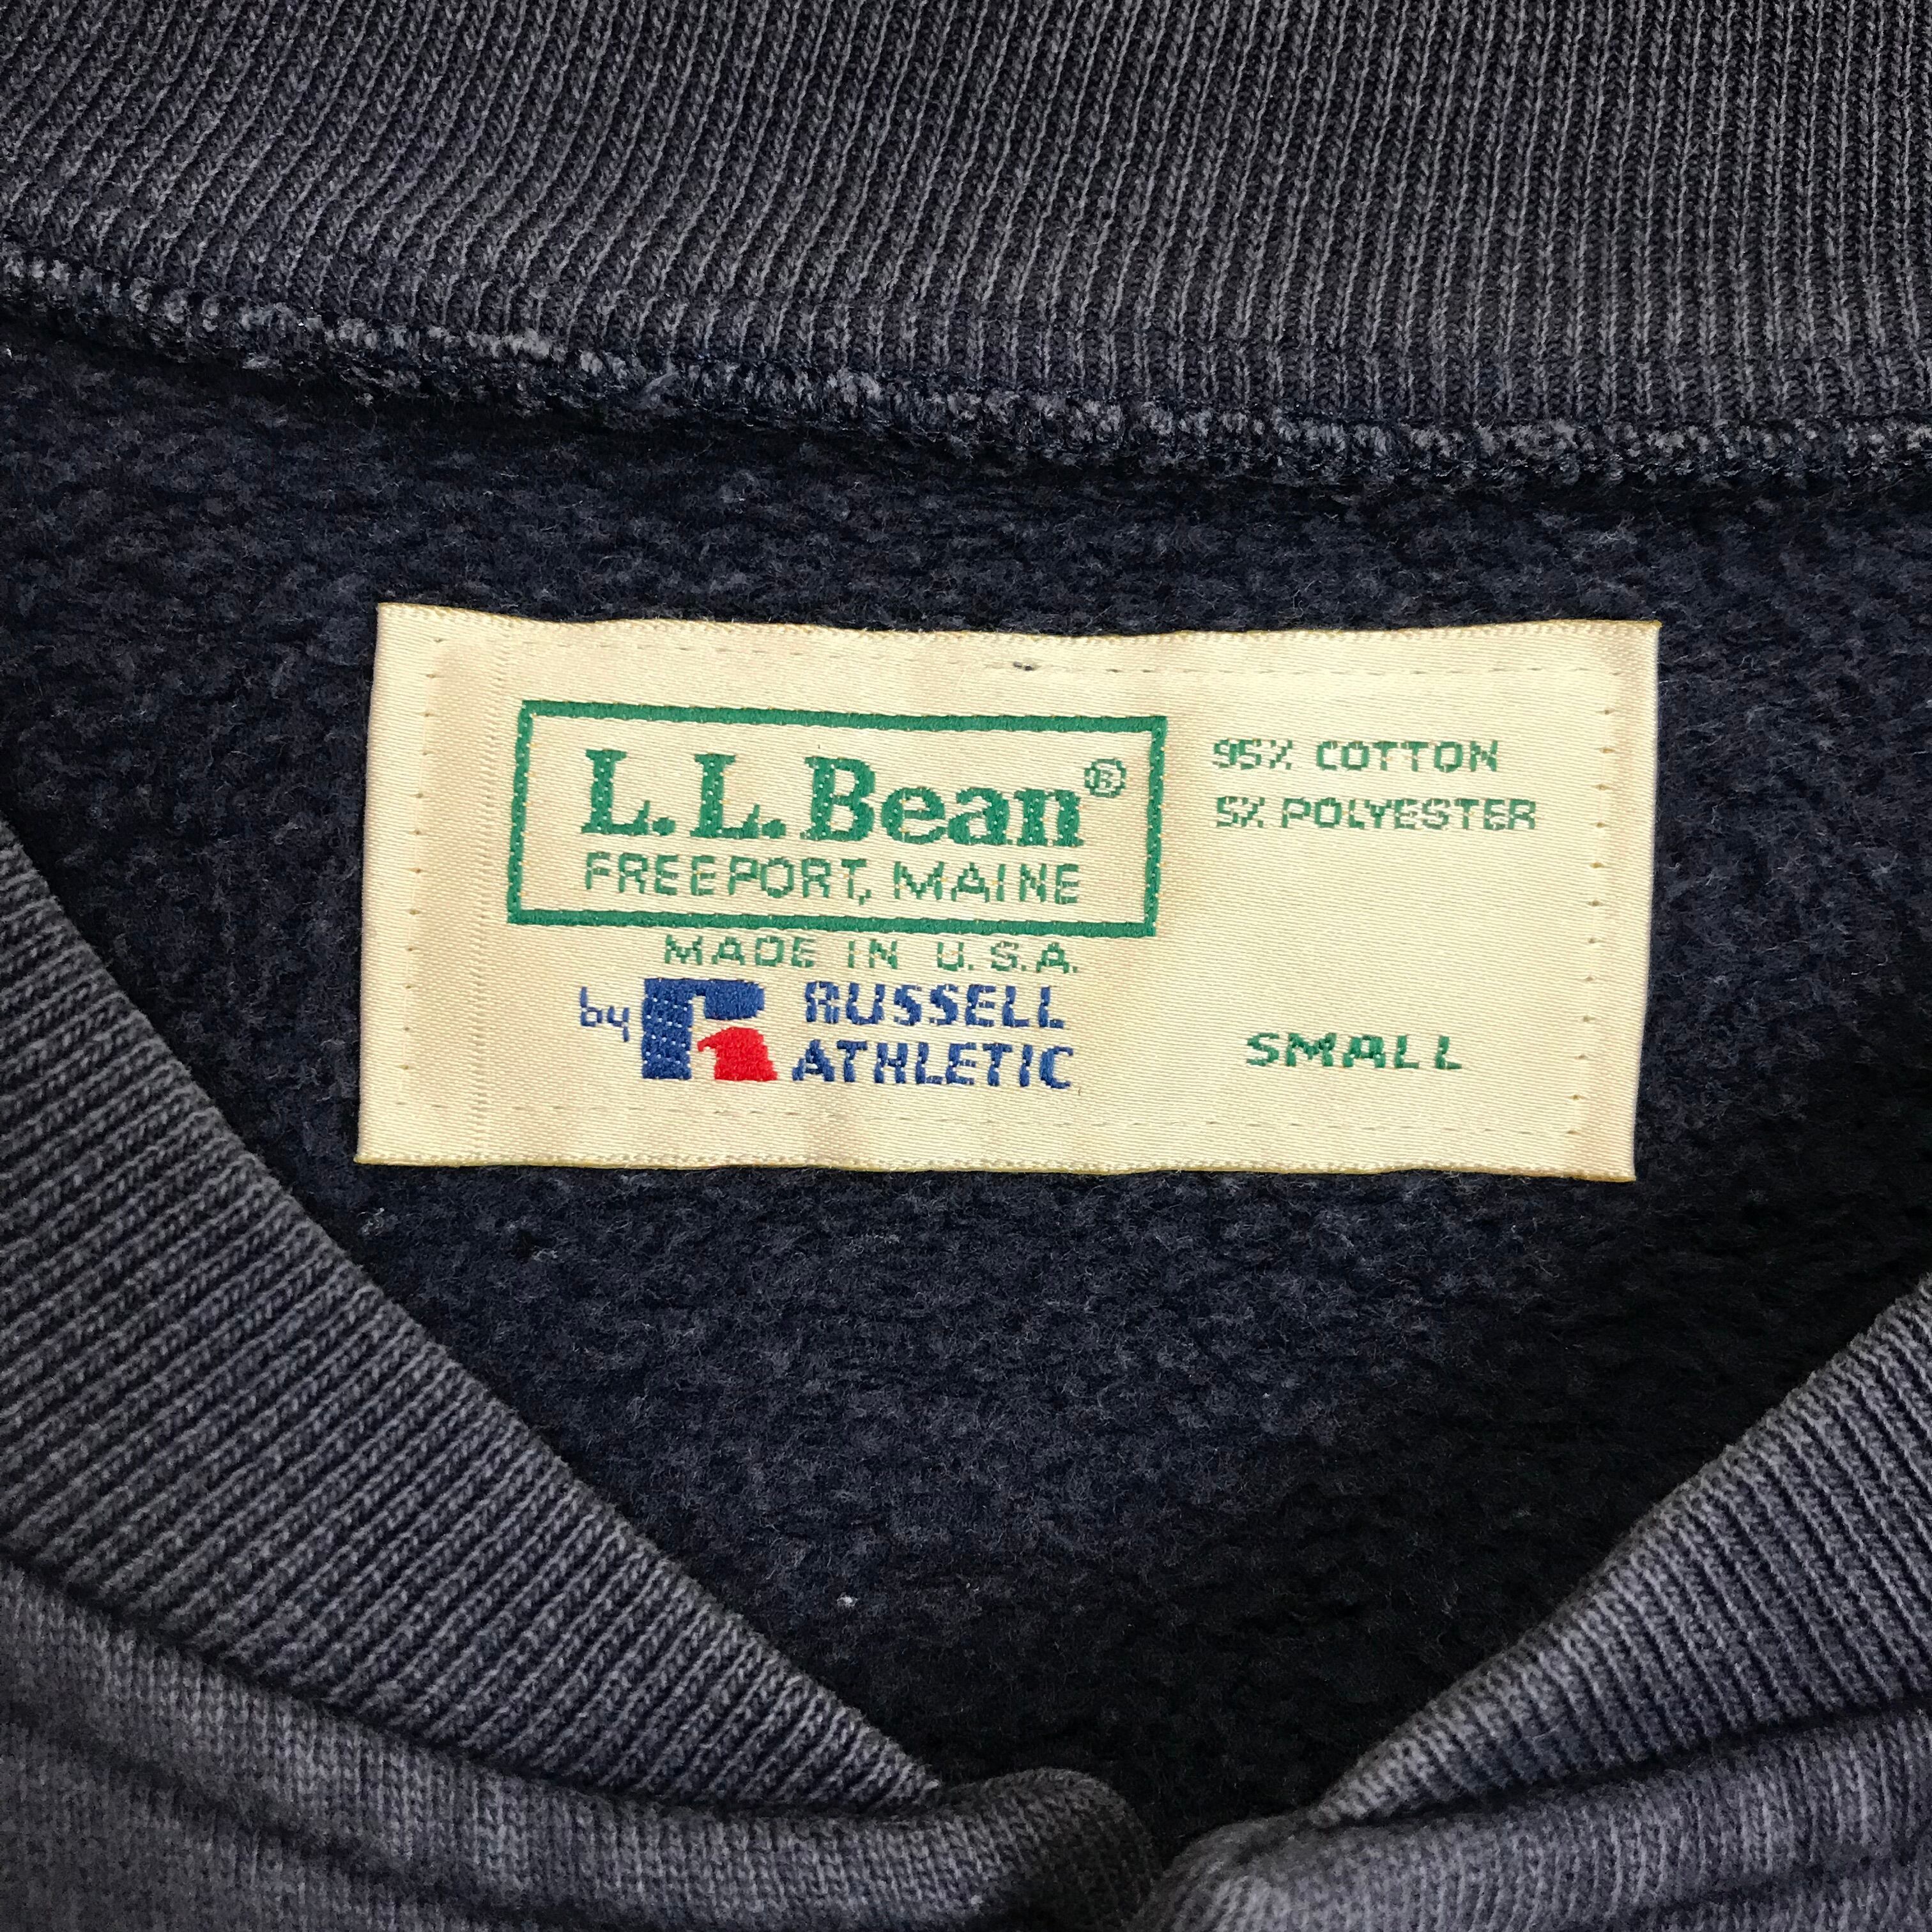 L.L.Bean®
FREEPORT, MAINE
MADE IN U.S.A.
by RUSSELL
ATHLETIC
95% COTTON
5% POLYESTER
SMALL